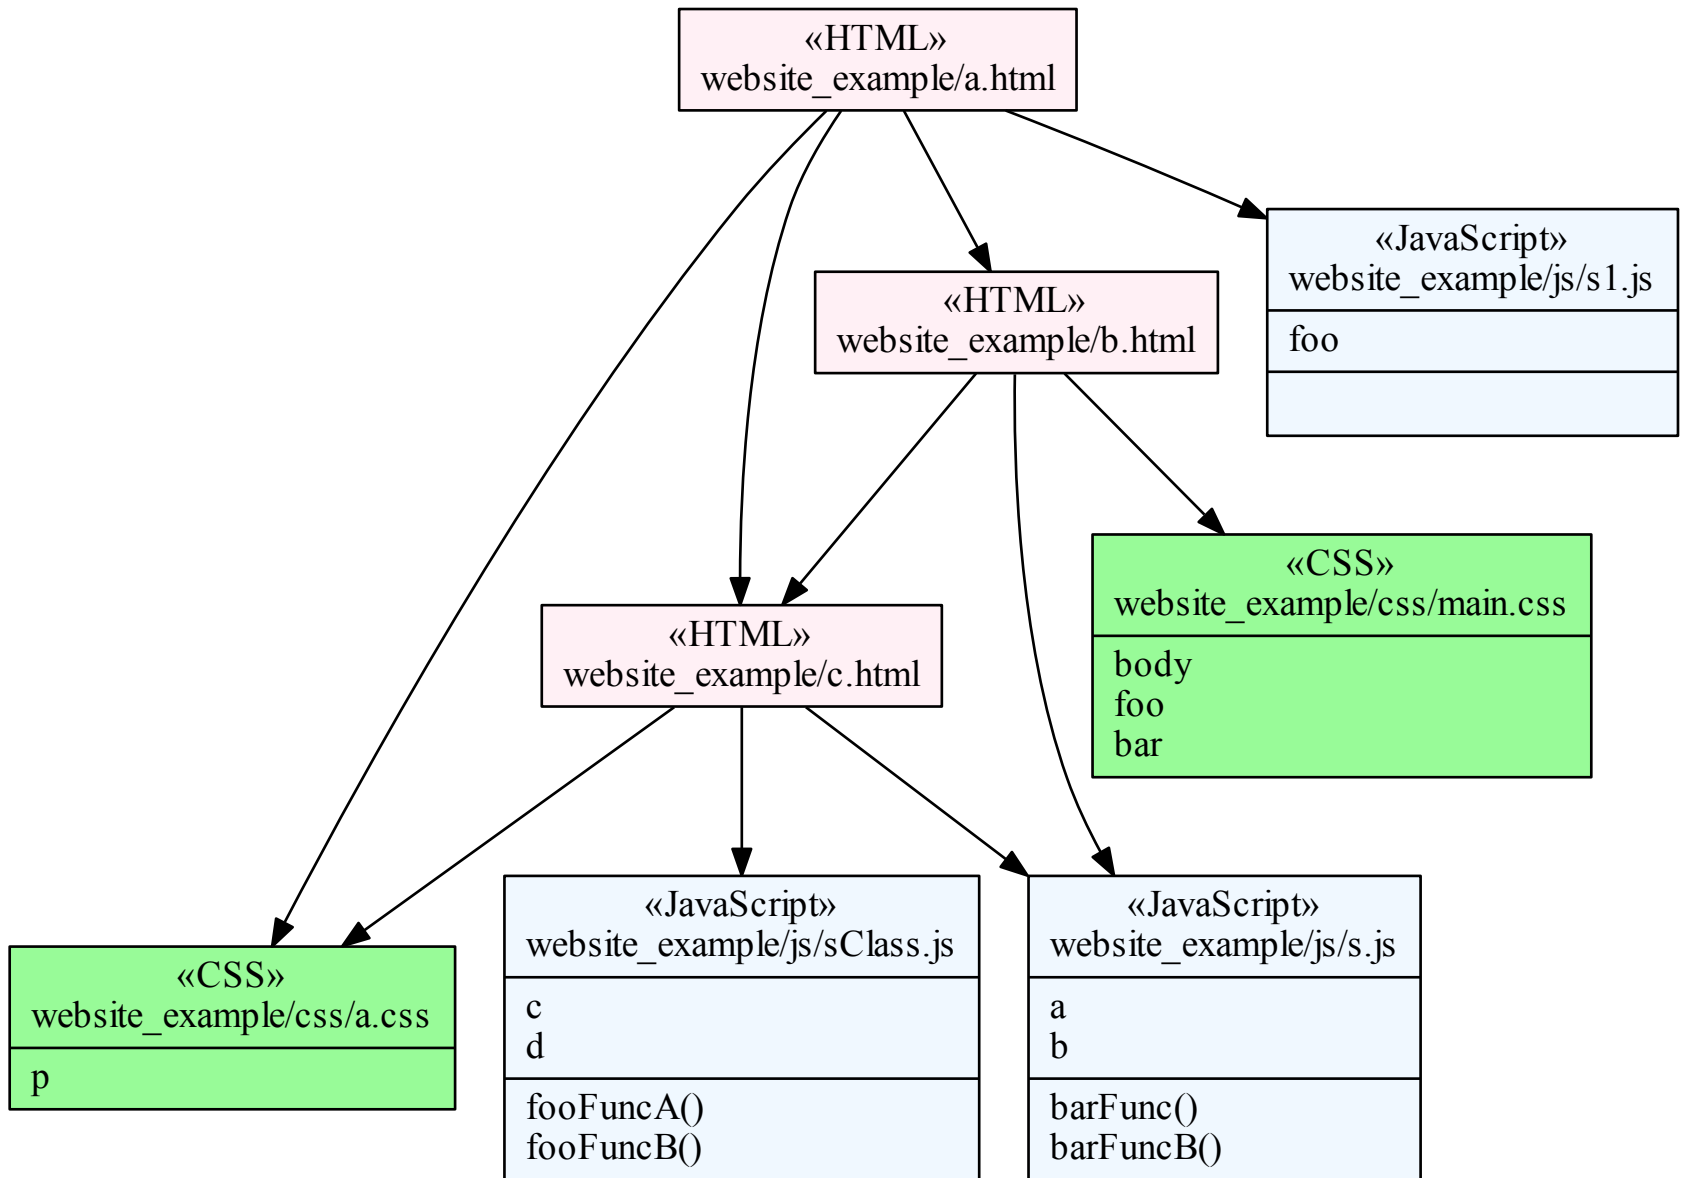 «HTML»
website_example/a.html
«JavaScript»
website_example/js/s1.js
foo
«HTML»
website_example/b.html
«CSS»
website_example/css/main.css
body
foo
bar
«HTML»
website_example/c.html
«CSS»
website_example/css/a.css
p
«JavaScript»
website_example/js/sClass.js
c
d
fooFuncA()
fooFuncB()
«JavaScript»
website_example/js/s.js
a
b
barFunc()
barFuncB()